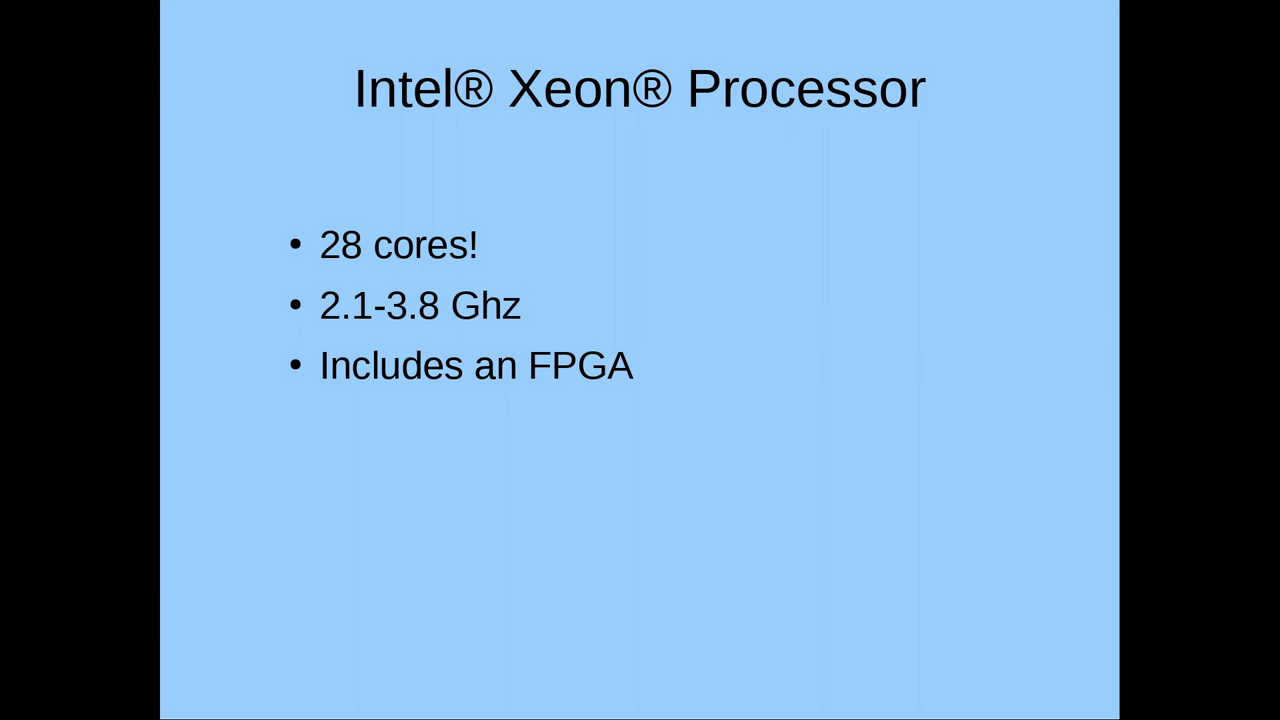 Intel® Xeon® Processor
• 28 cores!
• 2.1-3.8 Ghz
• Includes an FPGA